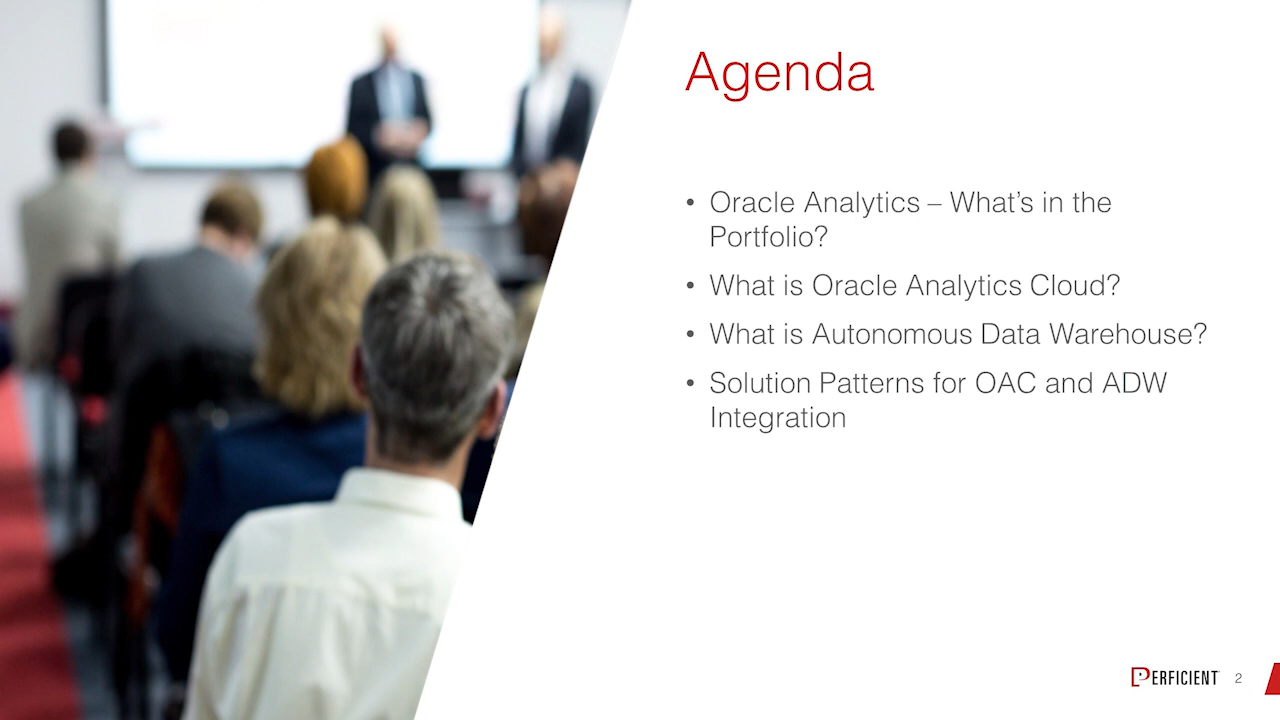 Agenda
• Oracle Analytics – What’s in the
Portfolio?
• What is Oracle Analytics Cloud?
• What is Autonomous Data Warehouse?
• Solution Patterns for OAC and ADW
Integration
PERFICIENT 2